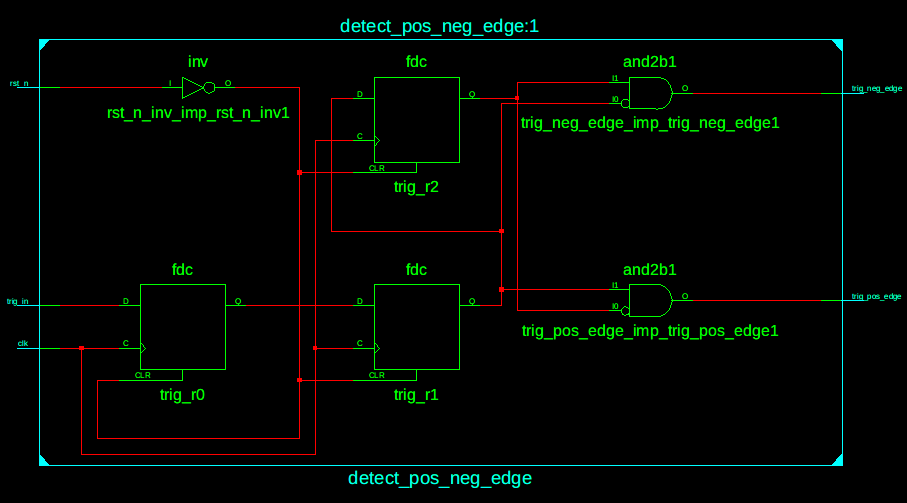 detect_pos_neg_edge:1
inv
fdc
and2b1
rst_n
I
O
D
Q
I1
I0
O
trig_neg_edge
rst_n_inv_imp_rst_n_inv1
trig_neg_edge_imp_trig_neg_edge1
C
CLR
trig_r2
fdc
fdc
and2b1
trig_in
D
Q
D
Q
I1
I0
O
trig_pos_edge
trig_pos_edge_imp_trig_pos_edge1
clk
C
C
CLR
CLR
trig_r0
trig_r1
detect_pos_neg_edge